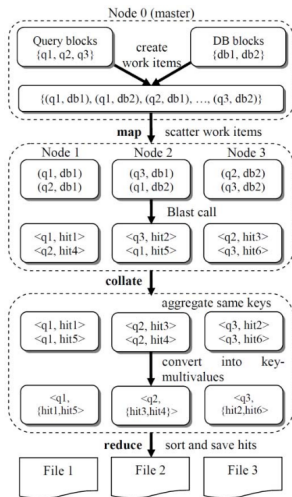 Node 0 (master)
Query blocks
{q1, q2, q3}
create
work items
DB blocks
{db1, db2}
{(q1, db1), (q1, db2), (q2, db1), …, (q3, db2)}
map
scatter work items
Node 1
Node 2
Node 3
(q1, db1)
(q2, db1)
(q3, db1)
(q1, db2)
(q2, db2)
(q3, db2)
Blast call
<q1, hit1>
<q2, hit4>
<q3, hit2>
<q1, hit5>
<q2, hit3>
<q3, hit6>
collate
aggregate same keys
<q1, hit1>
<q1, hit5>
<q2, hit3>
<q2, hit4>
<q3, hit2>
<q3, hit6>
convert into key-
multivalues
<q1,
{hit1,hit5>
<q2,
{hit3,hit4}>
<q3,
{hit2,hit6>
reduce
sort and save hits
File 1
File 2
File 3